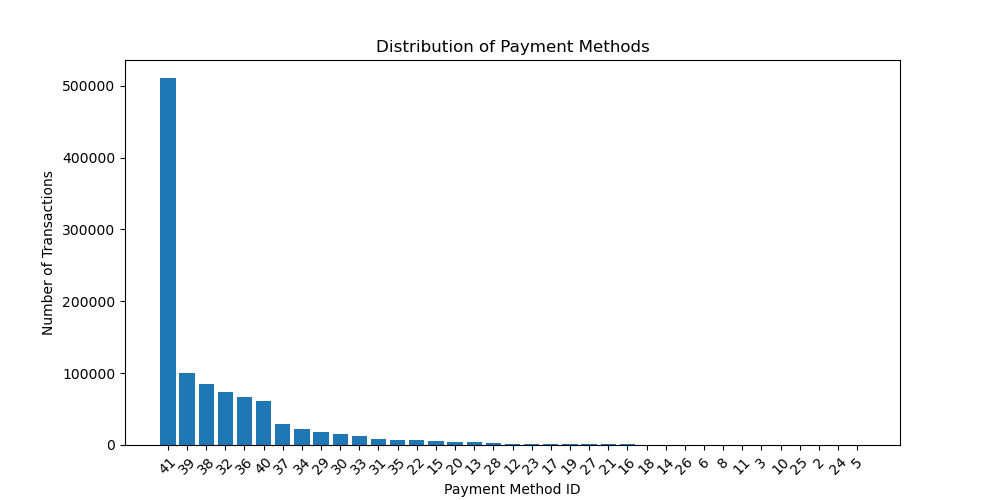 Distribution of Payment Methods
Number of Transactions
500000
400000
300000
200000
100000
0
41 39 38 32 36 40 37 34 29 30 33 31 35 22 15 20 13 28 12 23 17 19 27 21 16 18 14 26 6 8 11 3 10 25 2 24 5
Payment Method ID